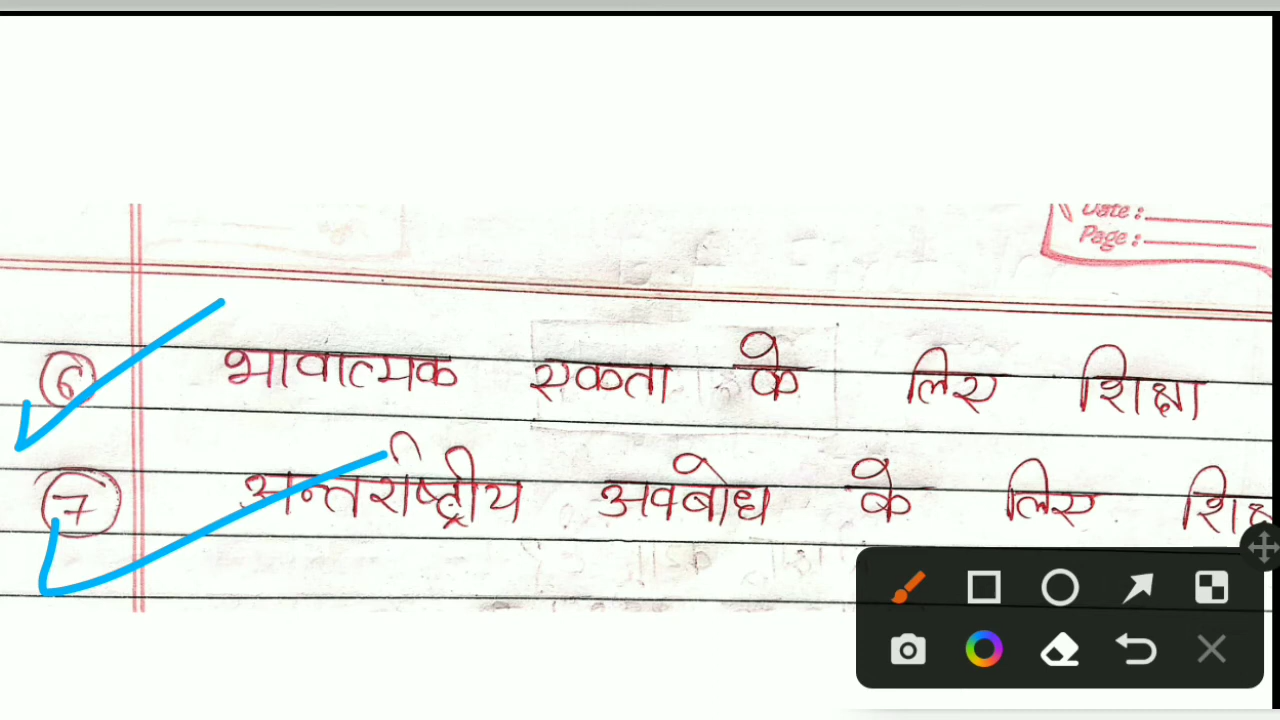 Date :
Page :
6 भावात्मक एकता के लिए शिक्षा
7 अन्तर्राष्ट्रीय अवबोध के लिए